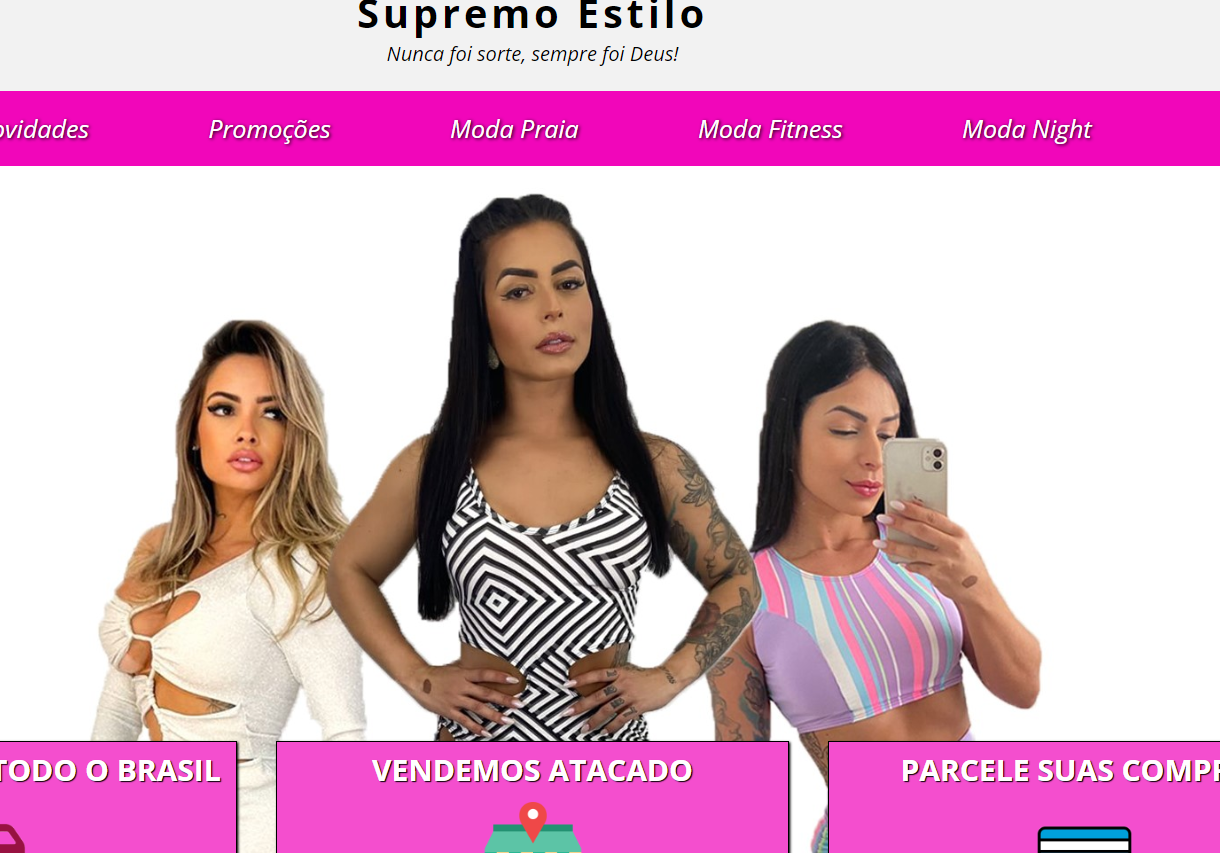 Supremo Estilo
Nunca foi sorte, sempre foi Deus!
ovidades Promoções Moda Praia Moda Fitness Moda Night
TODO O BRASIL
VENDEMOS ATACADO
PARCELE SUAS COMPR